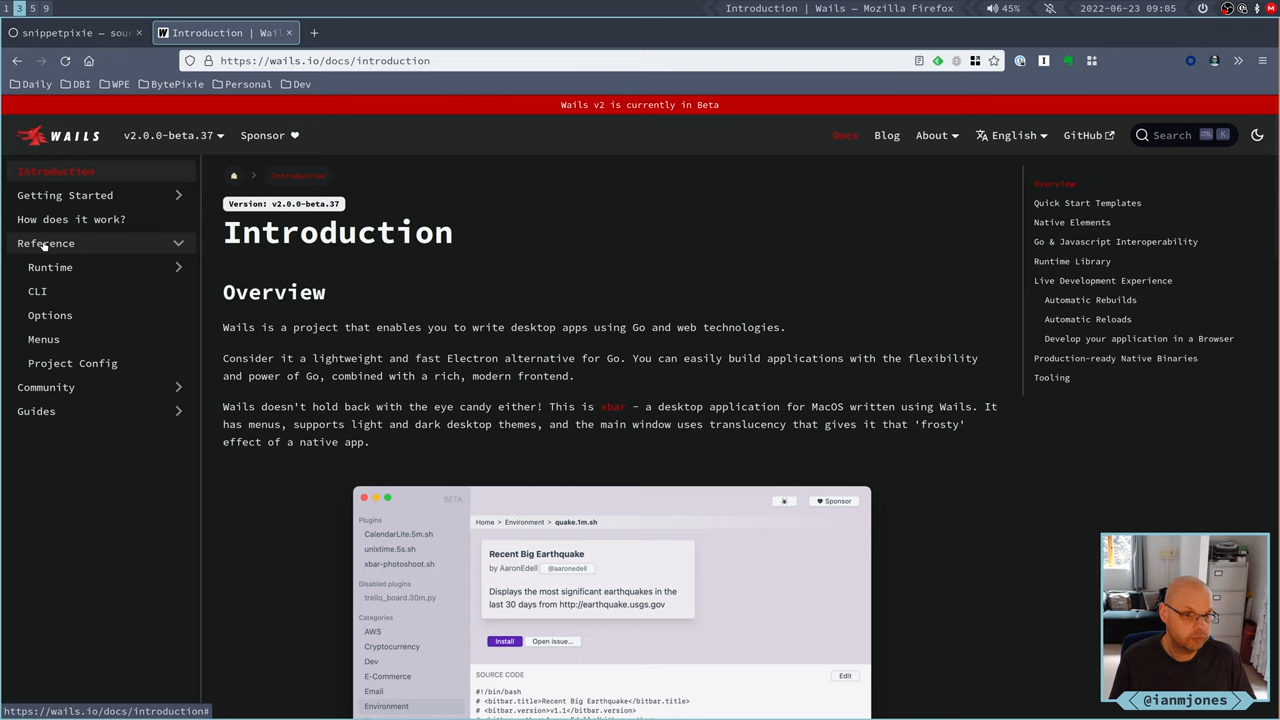 1 3 5 9
Introduction | Wails — Mozilla Firefox
45%
2022-06-23 09:05
snippetpixie — sour ×
Introduction | Wail ×
https://wails.io/docs/introduction
Daily DBI WPE BytePixie Personal Dev
Wails v2 is currently in Beta
WAILS
v2.0.0-beta.37
Sponsor
Docs Blog About English GitHub Search K
Introduction
Getting Started
How does it work?
Reference
Runtime
CLI
Options
Menus
Project Config
Community
Guides
Introduction
Version: v2.0.0-beta.37
Introduction
Overview
Wails is a project that enables you to write desktop apps using Go and web technologies.
Consider it a lightweight and fast Electron alternative for Go. You can easily build applications with the flexibility
and power of Go, combined with a rich, modern frontend.
Wails doesn't hold back with the eye candy either! This is xbar - a desktop application for MacOS written using Wails. It
has menus, supports light and dark desktop themes, and the main window uses translucency that gives it that 'frosty'
effect of a native app.
BETA
Plugins
CalendarLite.5m.sh
unixtime.5s.sh
xbar-photoshoot.sh
Disabled plugins
trello_board.30m.py
Categories
AWS
Cryptocurrency
Dev
E-Commerce
Email
Environment
Sponsor
Home > Environment > quake.1m.sh
Recent Big Earthquake
by AaronEdell @aaronedell
Displays the most significant earthquakes in the
last 30 days from http://earthquake.usgs.gov
Install Open issue...
SOURCE CODE
Edit
#!/bin/bash
# <bitbar.title>Recent Big Earthquake</bitbar.title>
# <bitbar.version>v1.1</bitbar.version>
Overview
Quick Start Templates
Native Elements
Go & Javascript Interoperability
Runtime Library
Live Development Experience
Automatic Rebuilds
Automatic Reloads
Develop your application in a Browser
Production-ready Native Binaries
Tooling
https://wails.io/docs/introduction#
@ianmjones